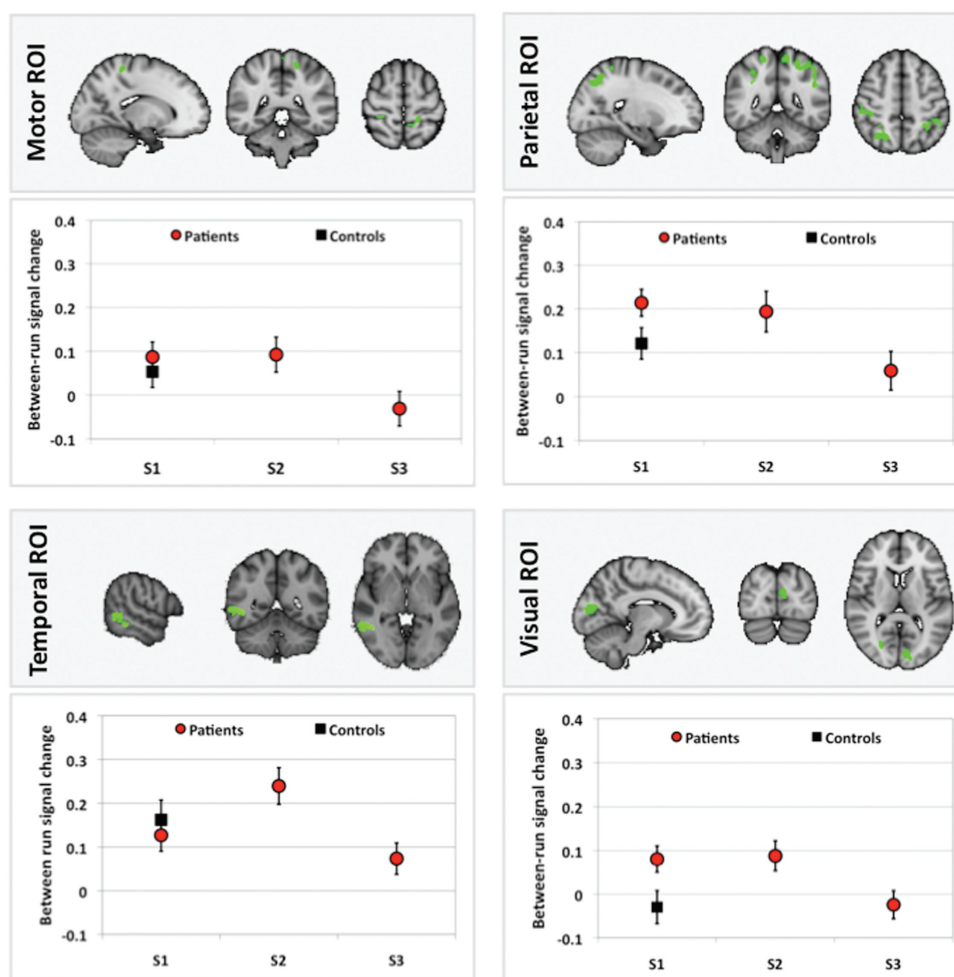 Motor ROI
Between-run signal change
Patients
Controls
0.4
0.3
0.2
0.1
0
-0.1
S1
S2
S3
Parietal ROI
Between-run signal chnange
Patients
Controls
0.4
0.3
0.2
0.1
0
-0.1
S1
S2
S3
Temporal ROI
Between run signal change
Patients
Controls
0.4
0.3
0.2
0.1
0
-0.1
S1
S2
S3
Visual ROI
Between-run signal change
Patients
Controls
0.4
0.3
0.2
0.1
0
-0.1
S1
S2
S3